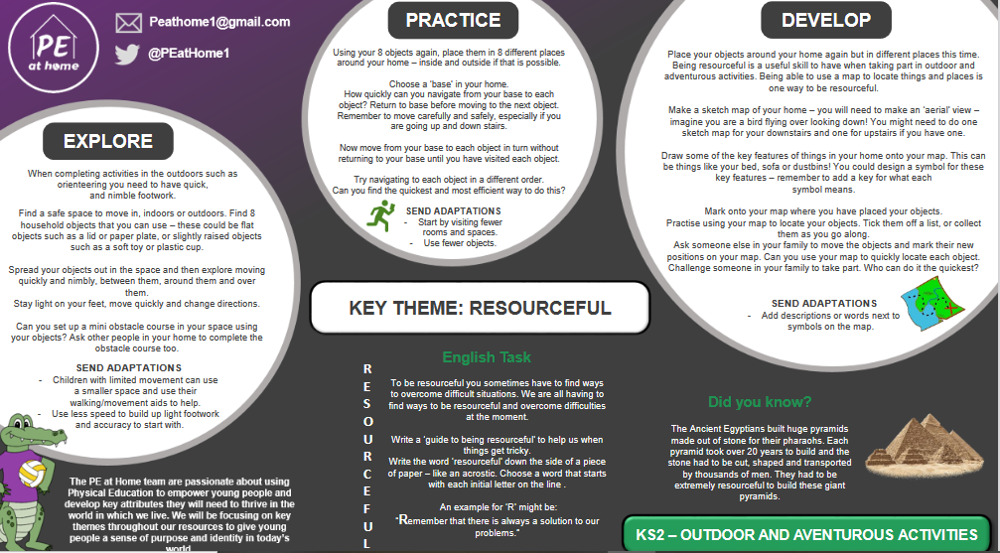 PE
at home
Peathome1@gmail.com
@PEatHome1
EXPLORE
When completing activities in the outdoors such as
orienteering you need to have quick,
and nimble footwork.
Find a safe space to move in, indoors or outdoors. Find 8
household objects that you can use – these could be flat
objects such as a lid or paper plate, or slightly raised objects
such as a soft toy or plastic cup.
Spread your objects out in the space and then explore moving
quickly and nimbly, between them, around them and over
them.
Stay light on your feet, move quickly and change directions.
Can you set up a mini obstacle course in your space using
your objects? Ask other people in your home to complete the
obstacle course too.
SEND ADAPTATIONS
- Children with limited movement can use
a smaller space and use their
walking/movement aids to help.
- Use less speed to build up light footwork
and accuracy to start with.
The PE at Home team are passionate about using
Physical Education to empower young people and
develop key attributes they will need to thrive in the
world in which we live. We will be focusing on key
themes throughout our resources to give young
people a sense of purpose and identity in today's
world
PRACTICE
Using your 8 objects again, place them in 8 different places
around your home – inside and outside if that is possible.
Choose a 'base' in your home.
How quickly can you navigate from your base to each
object? Return to base before moving to the next object.
Remember to move carefully and safely, especially if you
are going up and down stairs.
Now move from your base to each object in turn without
returning to your base until you have visited each object.
Try navigating to each object in a different order.
Can you find the quickest and most efficient way to do this?
SEND ADAPTATIONS
- Start by visiting fewer
rooms and spaces.
- Use fewer objects.
KEY THEME: RESOURCEFUL
R
E
S
O
U
R
C
E
F
U
L
English Task
To be resourceful you sometimes have to find ways
to overcome difficult situations. We are all having to
find ways to be resourceful and overcome difficulties
at the moment.
Write a 'guide to being resourceful' to help us when
things get tricky.
Write the word 'resourceful' down the side of a piece
of paper – like an acrostic. Choose a word that starts
with each initial letter on the line .
An example for 'R' might be:
"Remember that there is always a solution to our
problems."
DEVELOP
Place your objects around your home again but in different places this time.
Being resourceful is a useful skill to have when taking part in outdoor and
adventurous activities. Being able to use a map to locate things and places is
one way to be resourceful.
Make a sketch map of your home – you will need to make an 'aerial' view –
imagine you are a bird flying over looking down! You might need to do one
sketch map for your downstairs and one for upstairs if you have one.
Draw some of the key features of things in your home onto your map. This can
be things like your bed, sofa or dustbins! You could design a symbol for these
key features – remember to add a key for what each
symbol means.
Mark onto your map where you have placed your objects.
Practise using your map to locate your objects. Tick them off a list, or collect
them as you go along.
Ask someone else in your family to move the objects and mark their new
positions on your map. Can you use your map to quickly locate each object.
Challenge someone in your family to take part. Who can do it the quickest?
SEND ADAPTATIONS
- Add descriptions or words next to
symbols on the map.
Did you know?
The Ancient Egyptians built huge pyramids
made out of stone for their pharaohs. Each
pyramid took over 20 years to build and the
stone had to be cut, shaped and transported
by thousands of men. They had to be
extremely resourceful to build these giant
pyramids.
KS2 – OUTDOOR AND AVENTUROUS ACTIVITIES